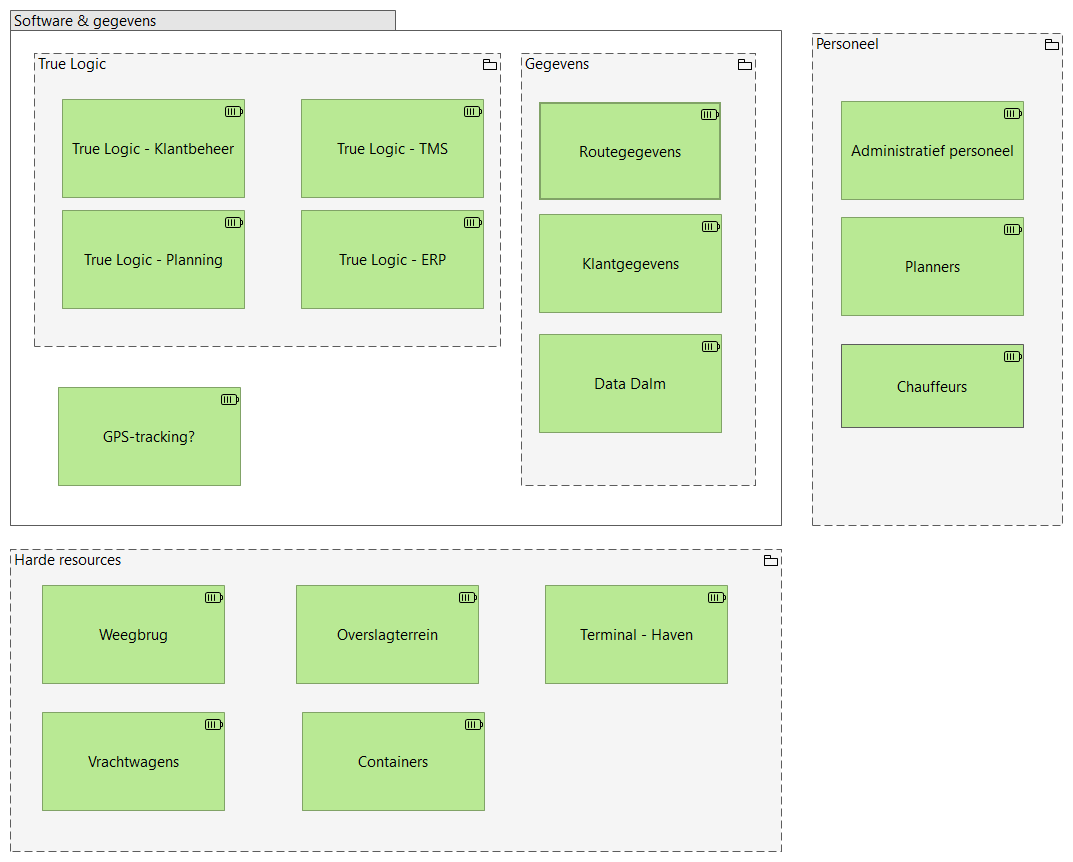 Software & gegevens
True Logic
True Logic - Klantbeheer
True Logic - TMS
True Logic - Planning
True Logic - ERP
GPS-tracking?
Gegevens
Routegegevens
Klantgegevens
Data Dalm
Personeel
Administratief personeel
Planners
Chauffeurs
Harde resources
Weegbrug
Overslagterrein
Terminal - Haven
Vrachtwagens
Containers